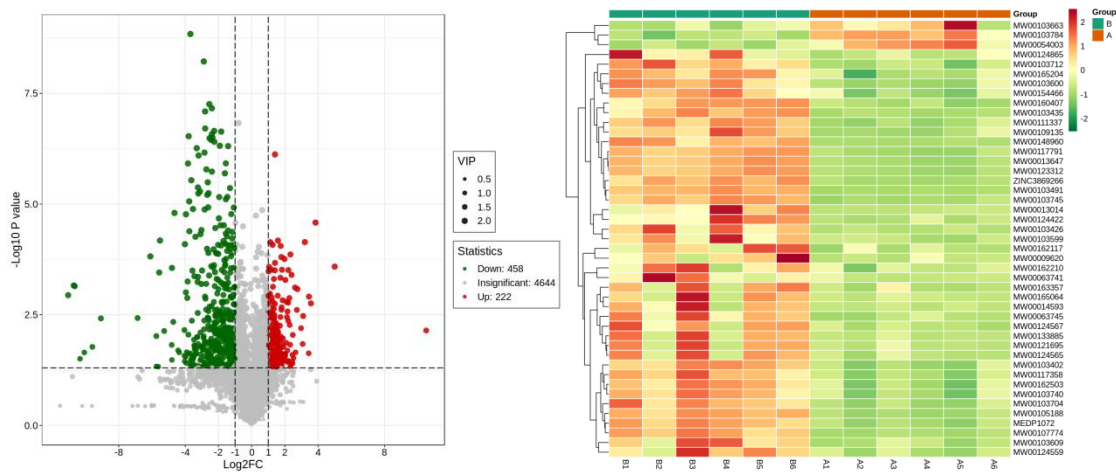 7.5
5.0
2.5
0.0
-Log10 P value
-8
-4
-1
0
1
4
8
Log2FC
VIP
0.5
1.0
1.5
2.0
Statistics
Down: 458
Insignificant: 4644
Up: 222
Group
MW00103663
MW00103784
MW00054003
MW00124865
MW00103712
MW00165204
MW00103600
MW00154466
MW00160407
MW00103435
MW00111337
MW00109135
MW00148960
MW00117791
MW00013647
MW00123312
ZINC3869266
MW00103491
MW00103745
MW00013014
MW00124422
MW00103426
MW00103599
MW00162117
MW00009620
MW00162210
MW00063741
MW00163357
MW00165064
MW00014593
MW00063745
MW00124567
MW00133885
MW00121695
MW00124565
MW00103402
MW00117358
MW00162503
MW00103740
MW00103704
MW00105188
MEDP1072
MW00107774
MW00103609
MW00124559
B1
B2
B3
B4
B5
B6
A1
A2
A3
A4
A5
A6
2
1
0
-1
-2
Group
B
A